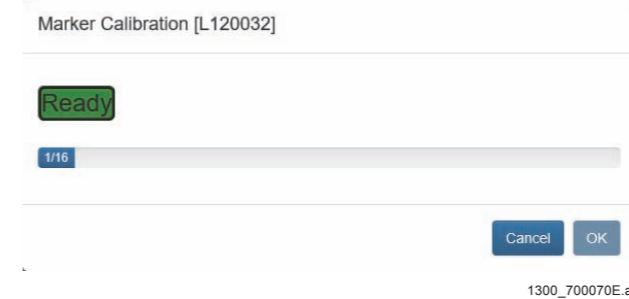 Marker Calibration [L120032]
Ready
1/16
Cancel OK
1300_700070E.a